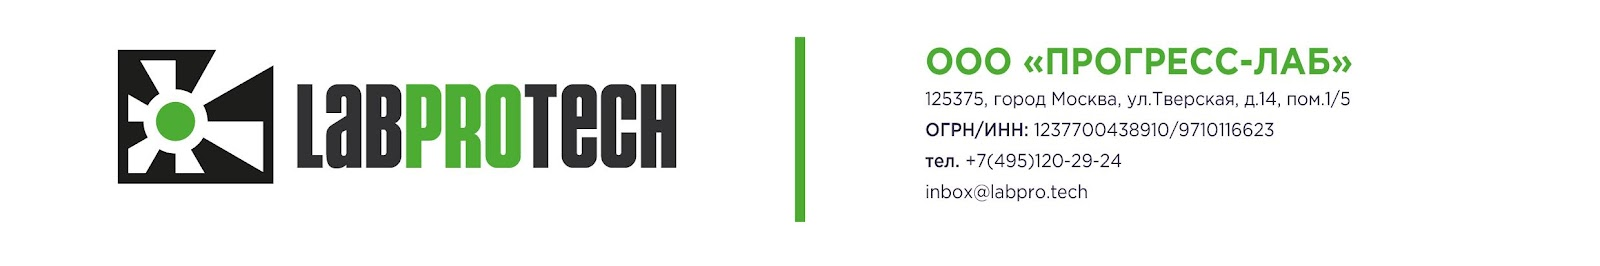 LABPROTECH
ООО «ПРОГРЕСС-ЛАБ»
125375, город Москва, ул.Тверская, д.14, пом.1/5
ОГРН/ИНН: 1237700438910/9710116623
тел. +7(495)120-29-24
inbox@labpro.tech